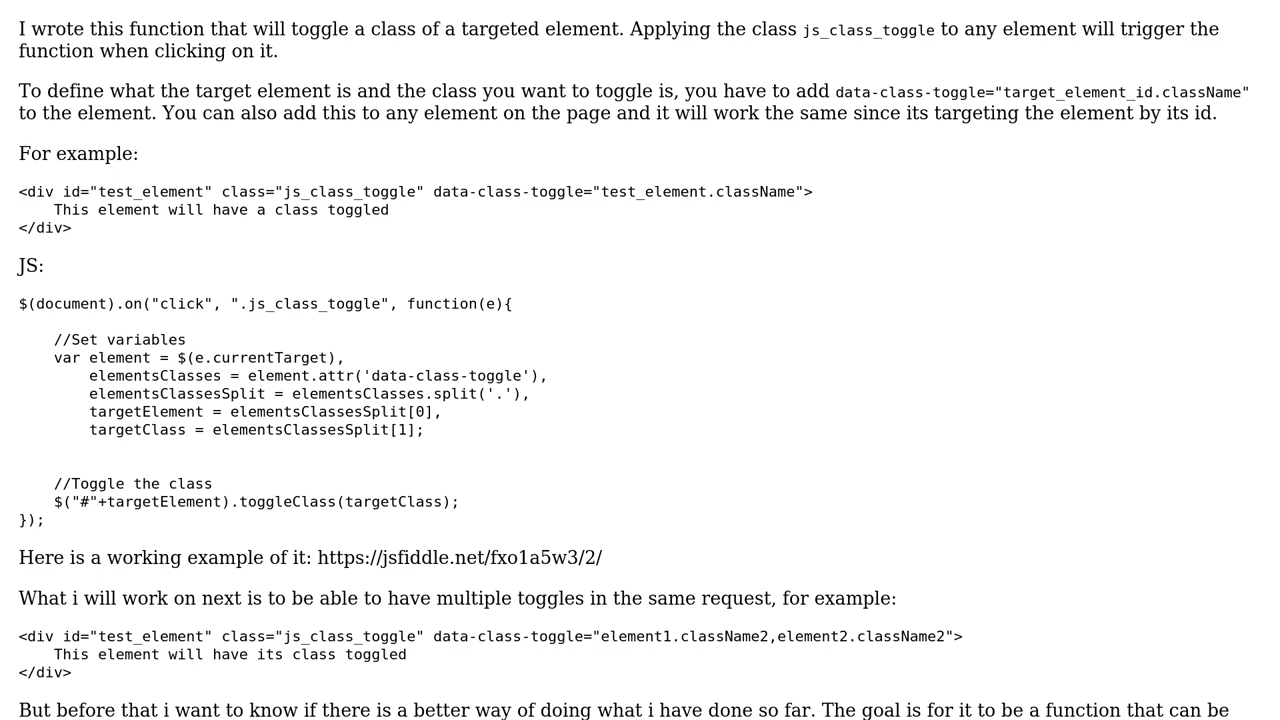 I wrote this function that will toggle a class of a targeted element. Applying the class js_class_toggle to any element will trigger the
function when clicking on it.
To define what the target element is and the class you want to toggle is, you have to add data-class-toggle="target_element_id.className"
to the element. You can also add this to any element on the page and it will work the same since its targeting the element by its id.
For example:
<div id="test_element" class="js_class_toggle" data-class-toggle="test_element.className">
    This element will have a class toggled
</div>
JS:
$(document).on("click", ".js_class_toggle", function(e){
    //Set variables
    var element = $(e.currentTarget),
        elementsClasses = element.attr('data-class-toggle'),
        elementsClassesSplit = elementsClasses.split('.'),
        targetElement = elementsClassesSplit[0],
        targetClass = elementsClassesSplit[1];
    //Toggle the class
    $("#"+targetElement).toggleClass(targetClass);
});
Here is a working example of it: https://jsfiddle.net/fxo1a5w3/2/
What i will work on next is to be able to have multiple toggles in the same request, for example:
<div id="test_element" class="js_class_toggle" data-class-toggle="element1.className2,element2.className2">
    This element will have its class toggled
</div>
But before that i want to know if there is a better way of doing what i have done so far. The goal is for it to be a function that can be